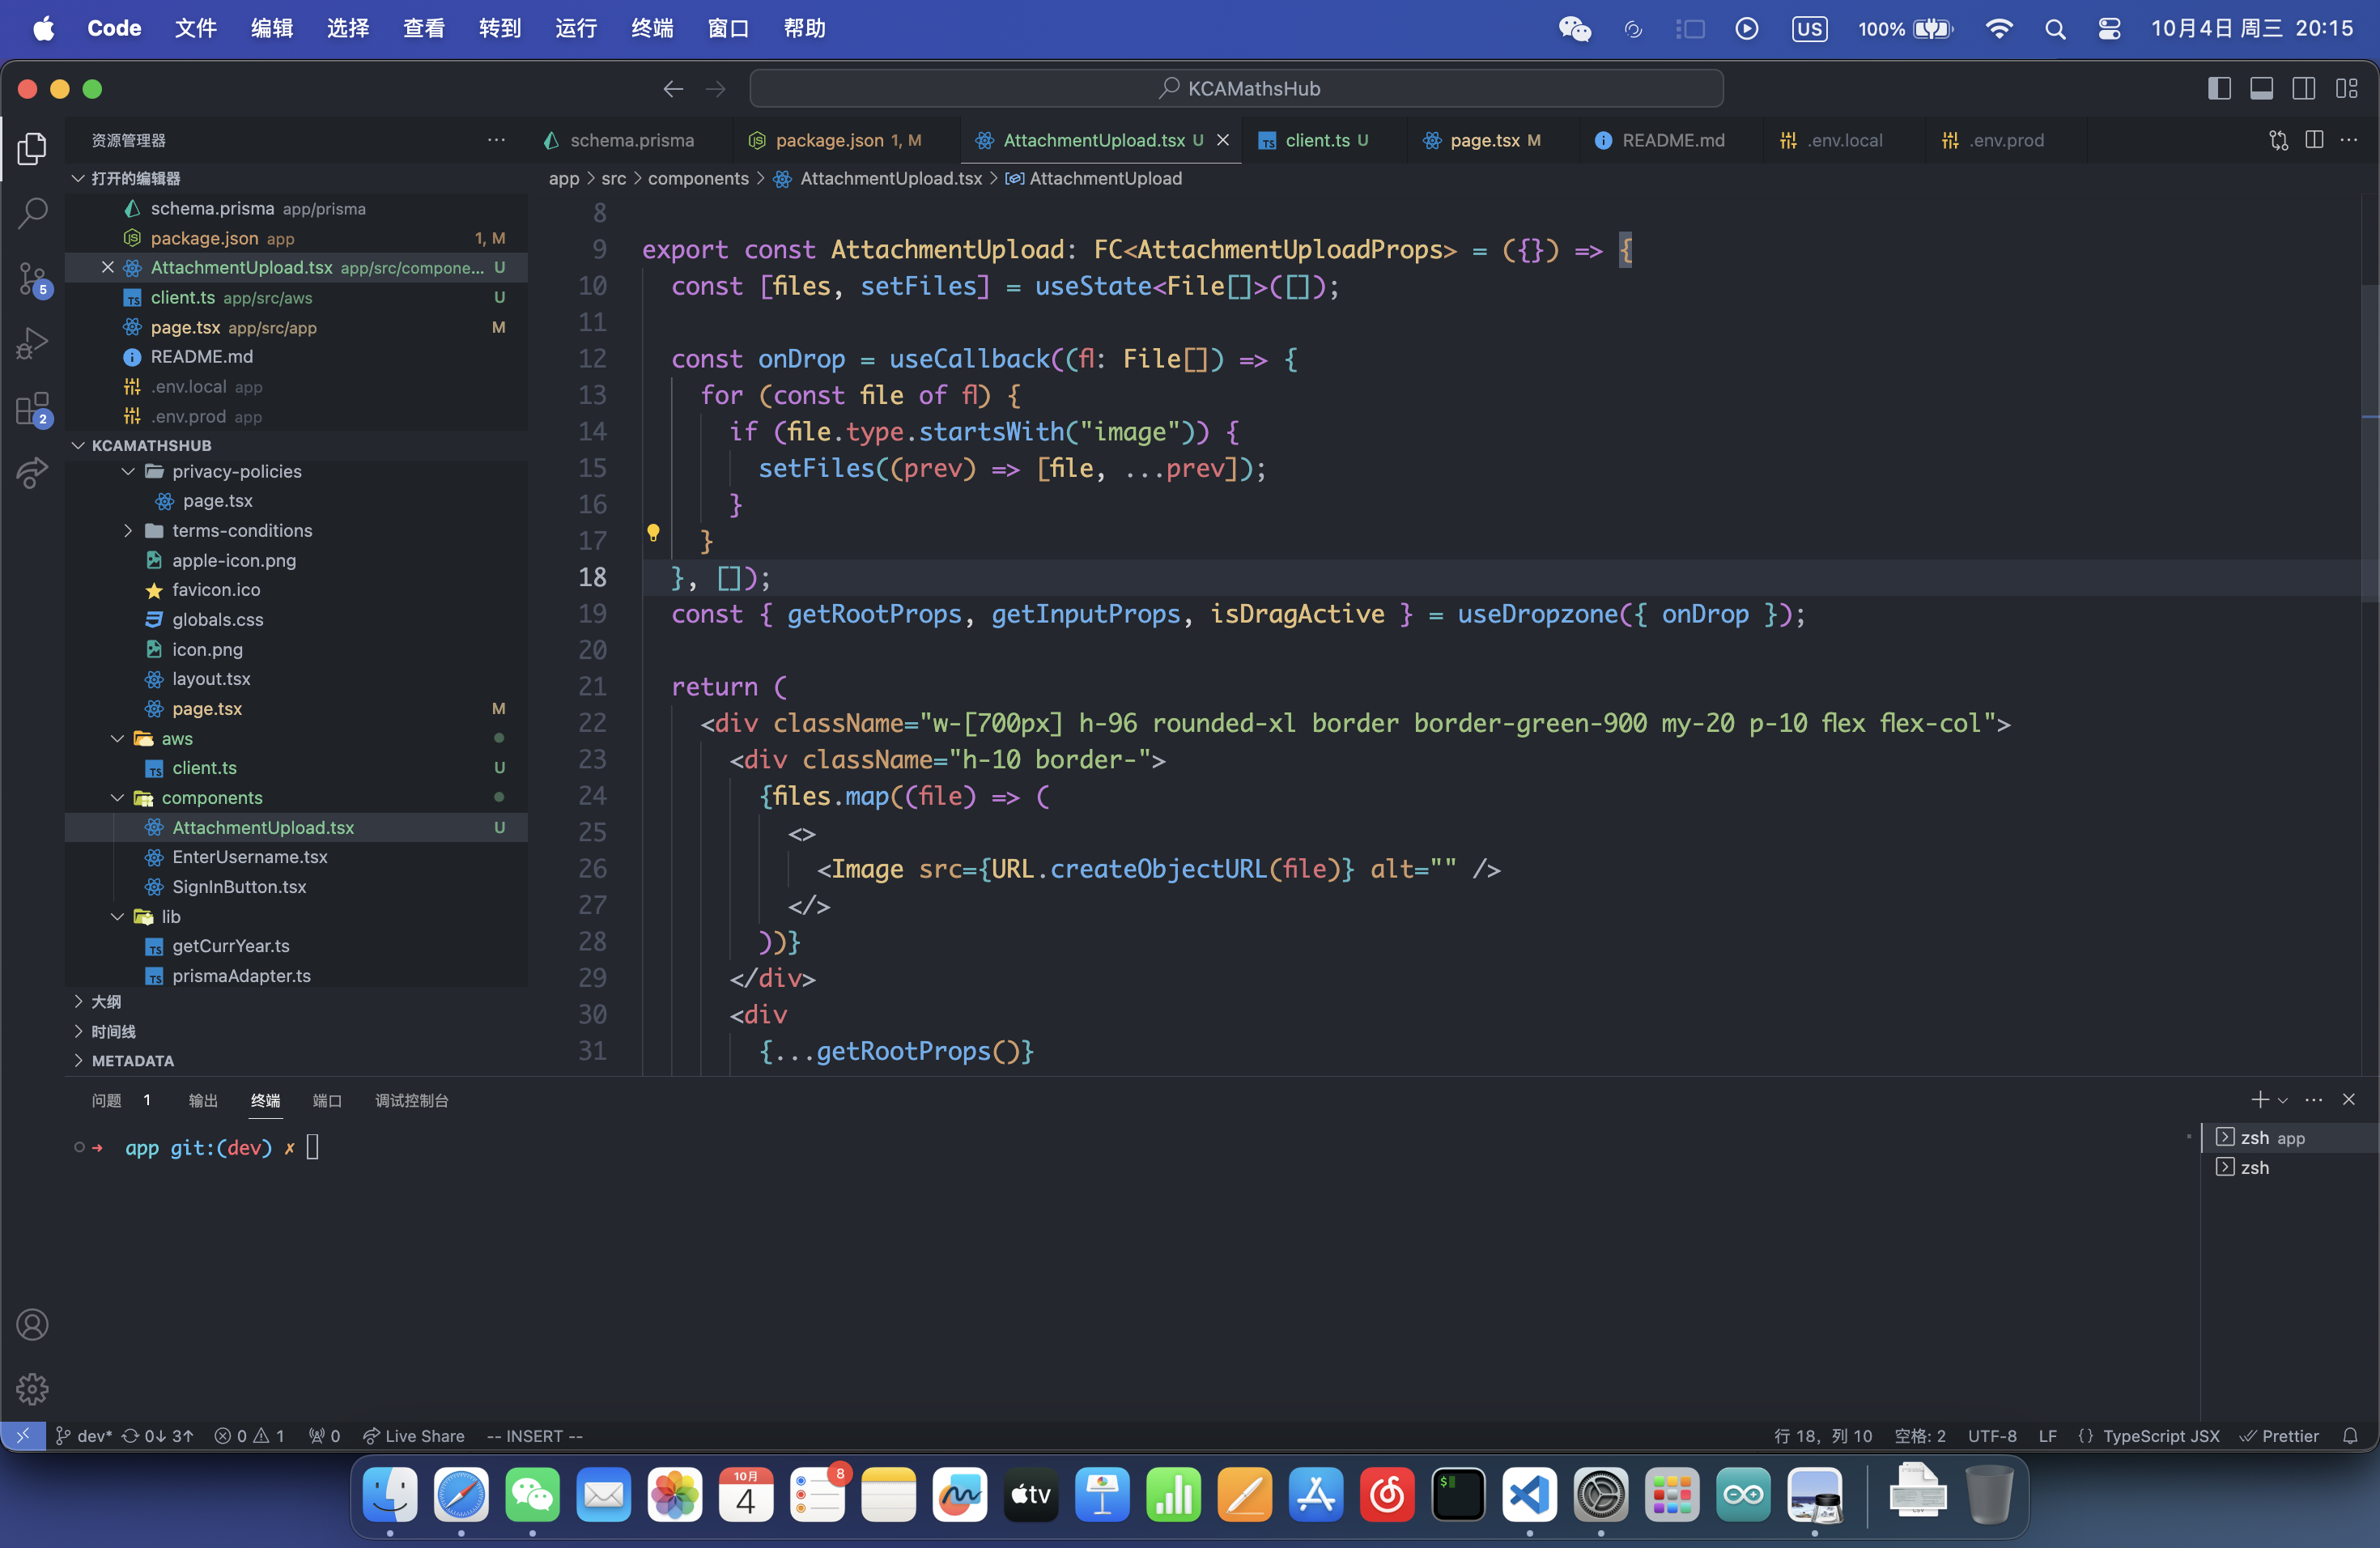 Code 文件 编辑 选择 查看 转到 运行 终端 窗口 帮助 US 100% 10月4日 周三 20:15
KCAMathsHub
资源管理器 ···
schema.prisma package.json 1, M AttachmentUpload.tsx U client.ts U page.tsx M README.md .env.local .env.prod
app > src > components > AttachmentUpload.tsx > AttachmentUpload
打开的编辑器
schema.prisma app/prisma
package.json app 1, M
AttachmentUpload.tsx app/src/compone... U
client.ts app/src/aws U
page.tsx app/src/app M
README.md
.env.local app
.env.prod app
KCAMATHSHUB
privacy-policies
page.tsx
terms-conditions
apple-icon.png
favicon.ico
globals.css
icon.png
layout.tsx
page.tsx M
aws
client.ts U
components
AttachmentUpload.tsx U
EnterUsername.tsx
SignInButton.tsx
lib
getCurrYear.ts
prismaAdapter.ts
大纲
时间线
METADATA
5
2
8
9 export const AttachmentUpload: FC<AttachmentUploadProps> = ({}) => {
10 const [files, setFiles] = useState<File[]>([]);
11
12 const onDrop = useCallback((fl: File[]) => {
13 for (const file of fl) {
14 if (file.type.startsWith("image")) {
15 setFiles((prev) => [file, ...prev]);
16 }
17 }
18 }, []);
19 const { getRootProps, getInputProps, isDragActive } = useDropzone({ onDrop });
20
21 return (
22 <div className="w-[700px] h-96 rounded-xl border border-green-900 my-20 p-10 flex flex-col">
23 <div className="h-10 border-">
24 {files.map((file) => (
25 <>
26 <Image src={URL.createObjectURL(file)} alt="" />
27 </>
28 ))}
29 </div>
30 <div
31 {...getRootProps()}
问题 1 输出 终端 端口 调试控制台
➜ app git:(dev) ✗
zsh app
zsh
dev* 0↓ 3↑ 0 1 0 Live Share -- INSERT -- 行 18，列 10 空格: 2 UTF-8 LF {} TypeScript JSX Prettier
10月
4
8
tv
$